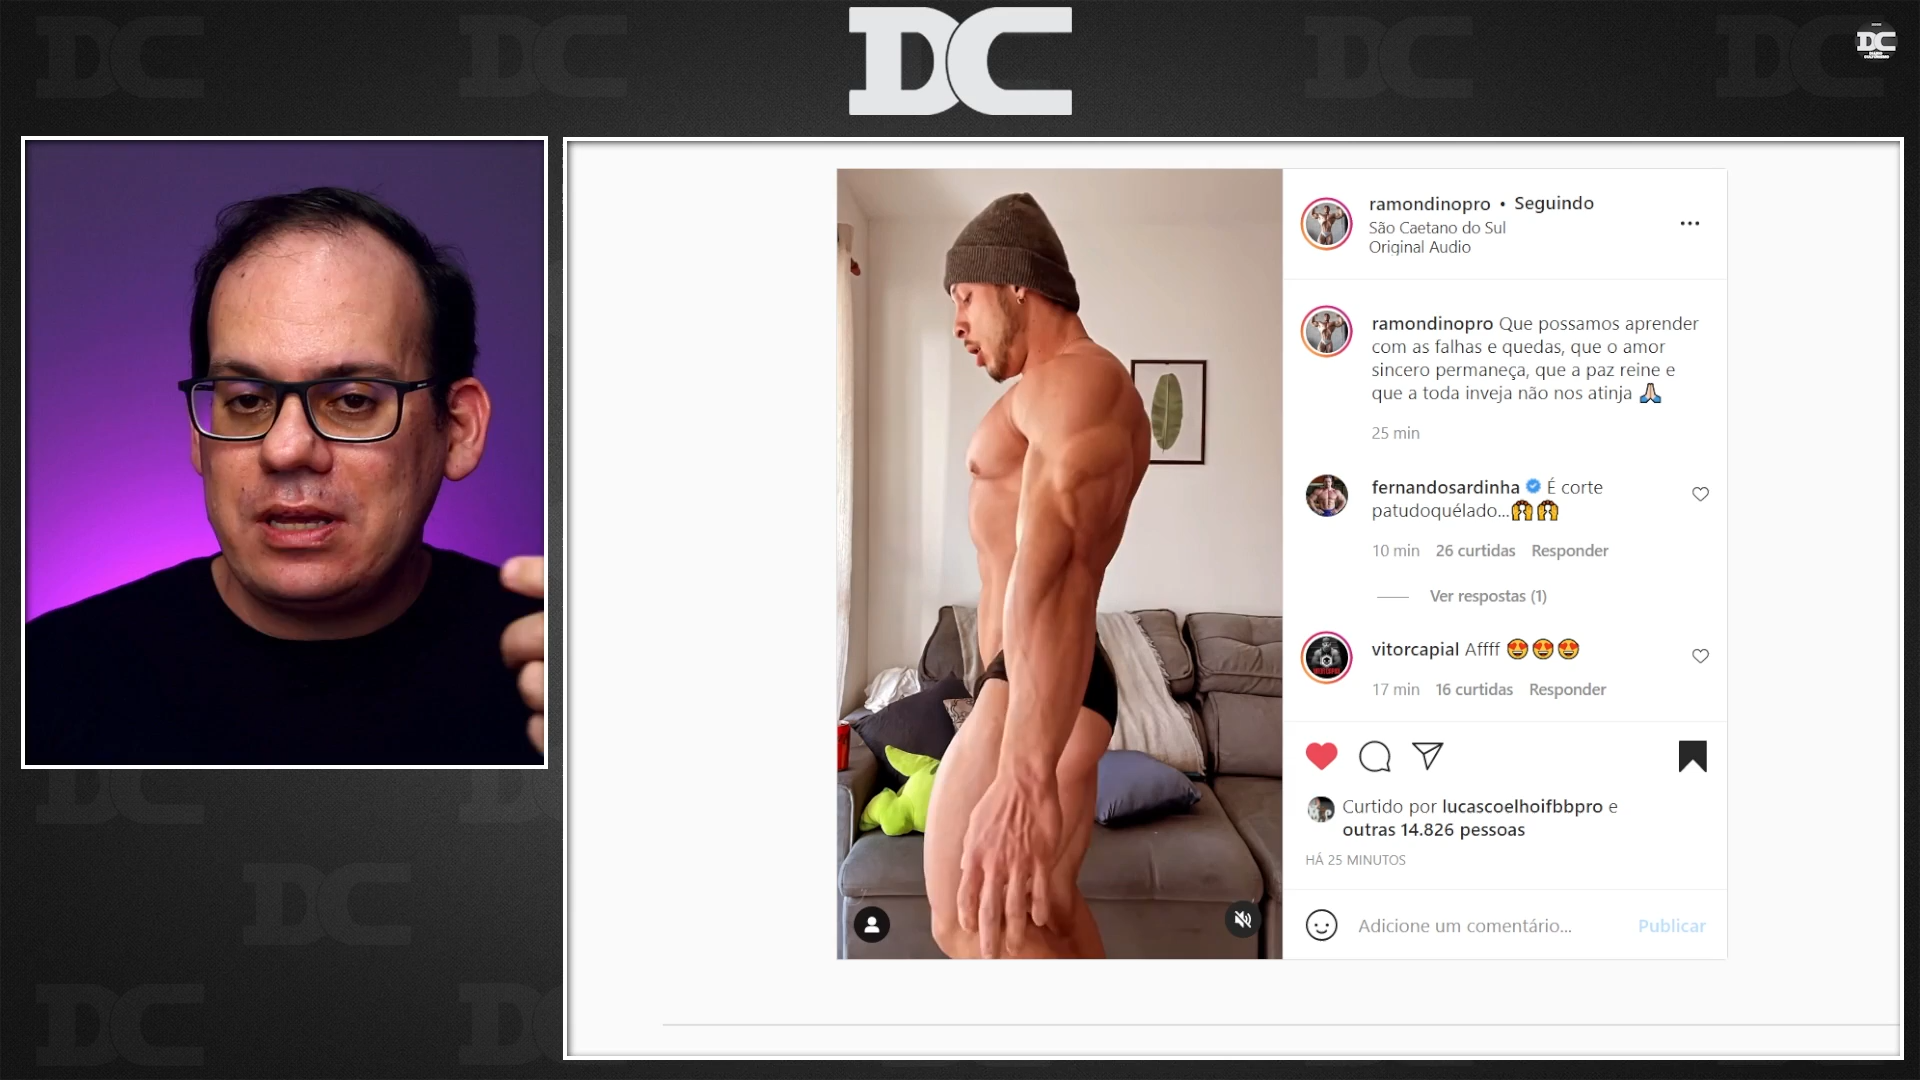 DC
DC
ramondinopro • Seguindo
São Caetano do Sul
Original Audio
ramondinopro Que possamos aprender
com as falhas e quedas, que o amor
sincero permaneça, que a paz reine e
que a toda inveja não nos atinja 🙏🏻
25 min
fernandosardinha É corte
patudoquélado...🙌🙌
10 min 26 curtidas Responder
Ver respostas (1)
vitorcapial Affff 😍😍😍
17 min 16 curtidas Responder
Curtido por lucascoelhoifbbpro e
outras 14.826 pessoas
HÁ 25 MINUTOS
Adicione um comentário... Publicar